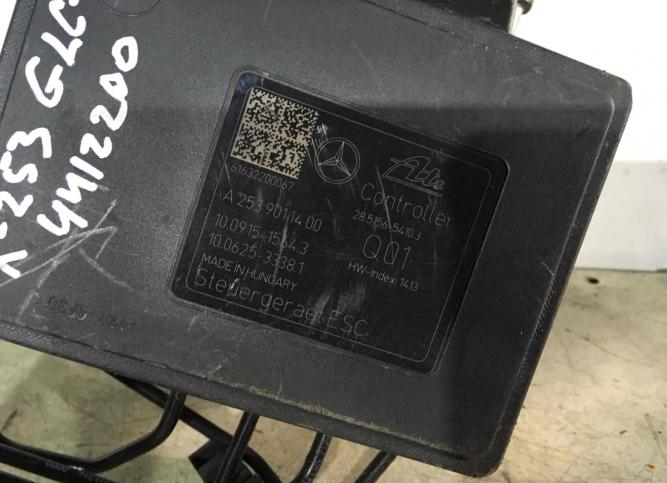 X-253 GLC
4412200
61632200067
Ate
A 253 901 14 00
Controller
28.5156-5410.3
10.0915-1564.3
Q01
10.0625-3338.1
HW-Index: 1413
MADE IN HUNGARY
Steuergeraet ESC